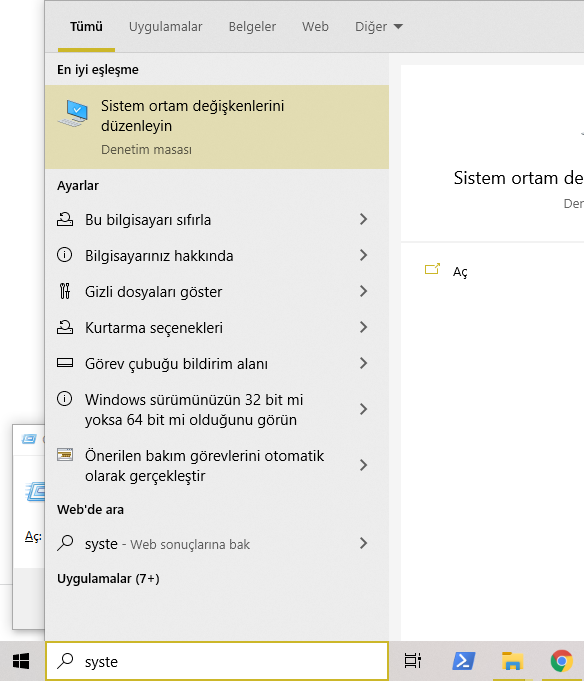 Tümü Uygulamalar Belgeler Web Diğer
En iyi eşleşme
Sistem ortam değişkenlerini
düzenleyin
Denetim masası
Ayarlar
Bu bilgisayarı sıfırla
Bilgisayarınız hakkında
Gizli dosyaları göster
Kurtarma seçenekleri
Görev çubuğu bildirim alanı
Windows sürümünüzün 32 bit mi
yoksa 64 bit mi olduğunu görün
Önerilen bakım görevlerini otomatik
olarak gerçekleştir
Web'de ara
syste - Web sonuçlarına bak
Uygulamalar (7+)
Sistem ortam de
Den
Aç
Aç:
syste